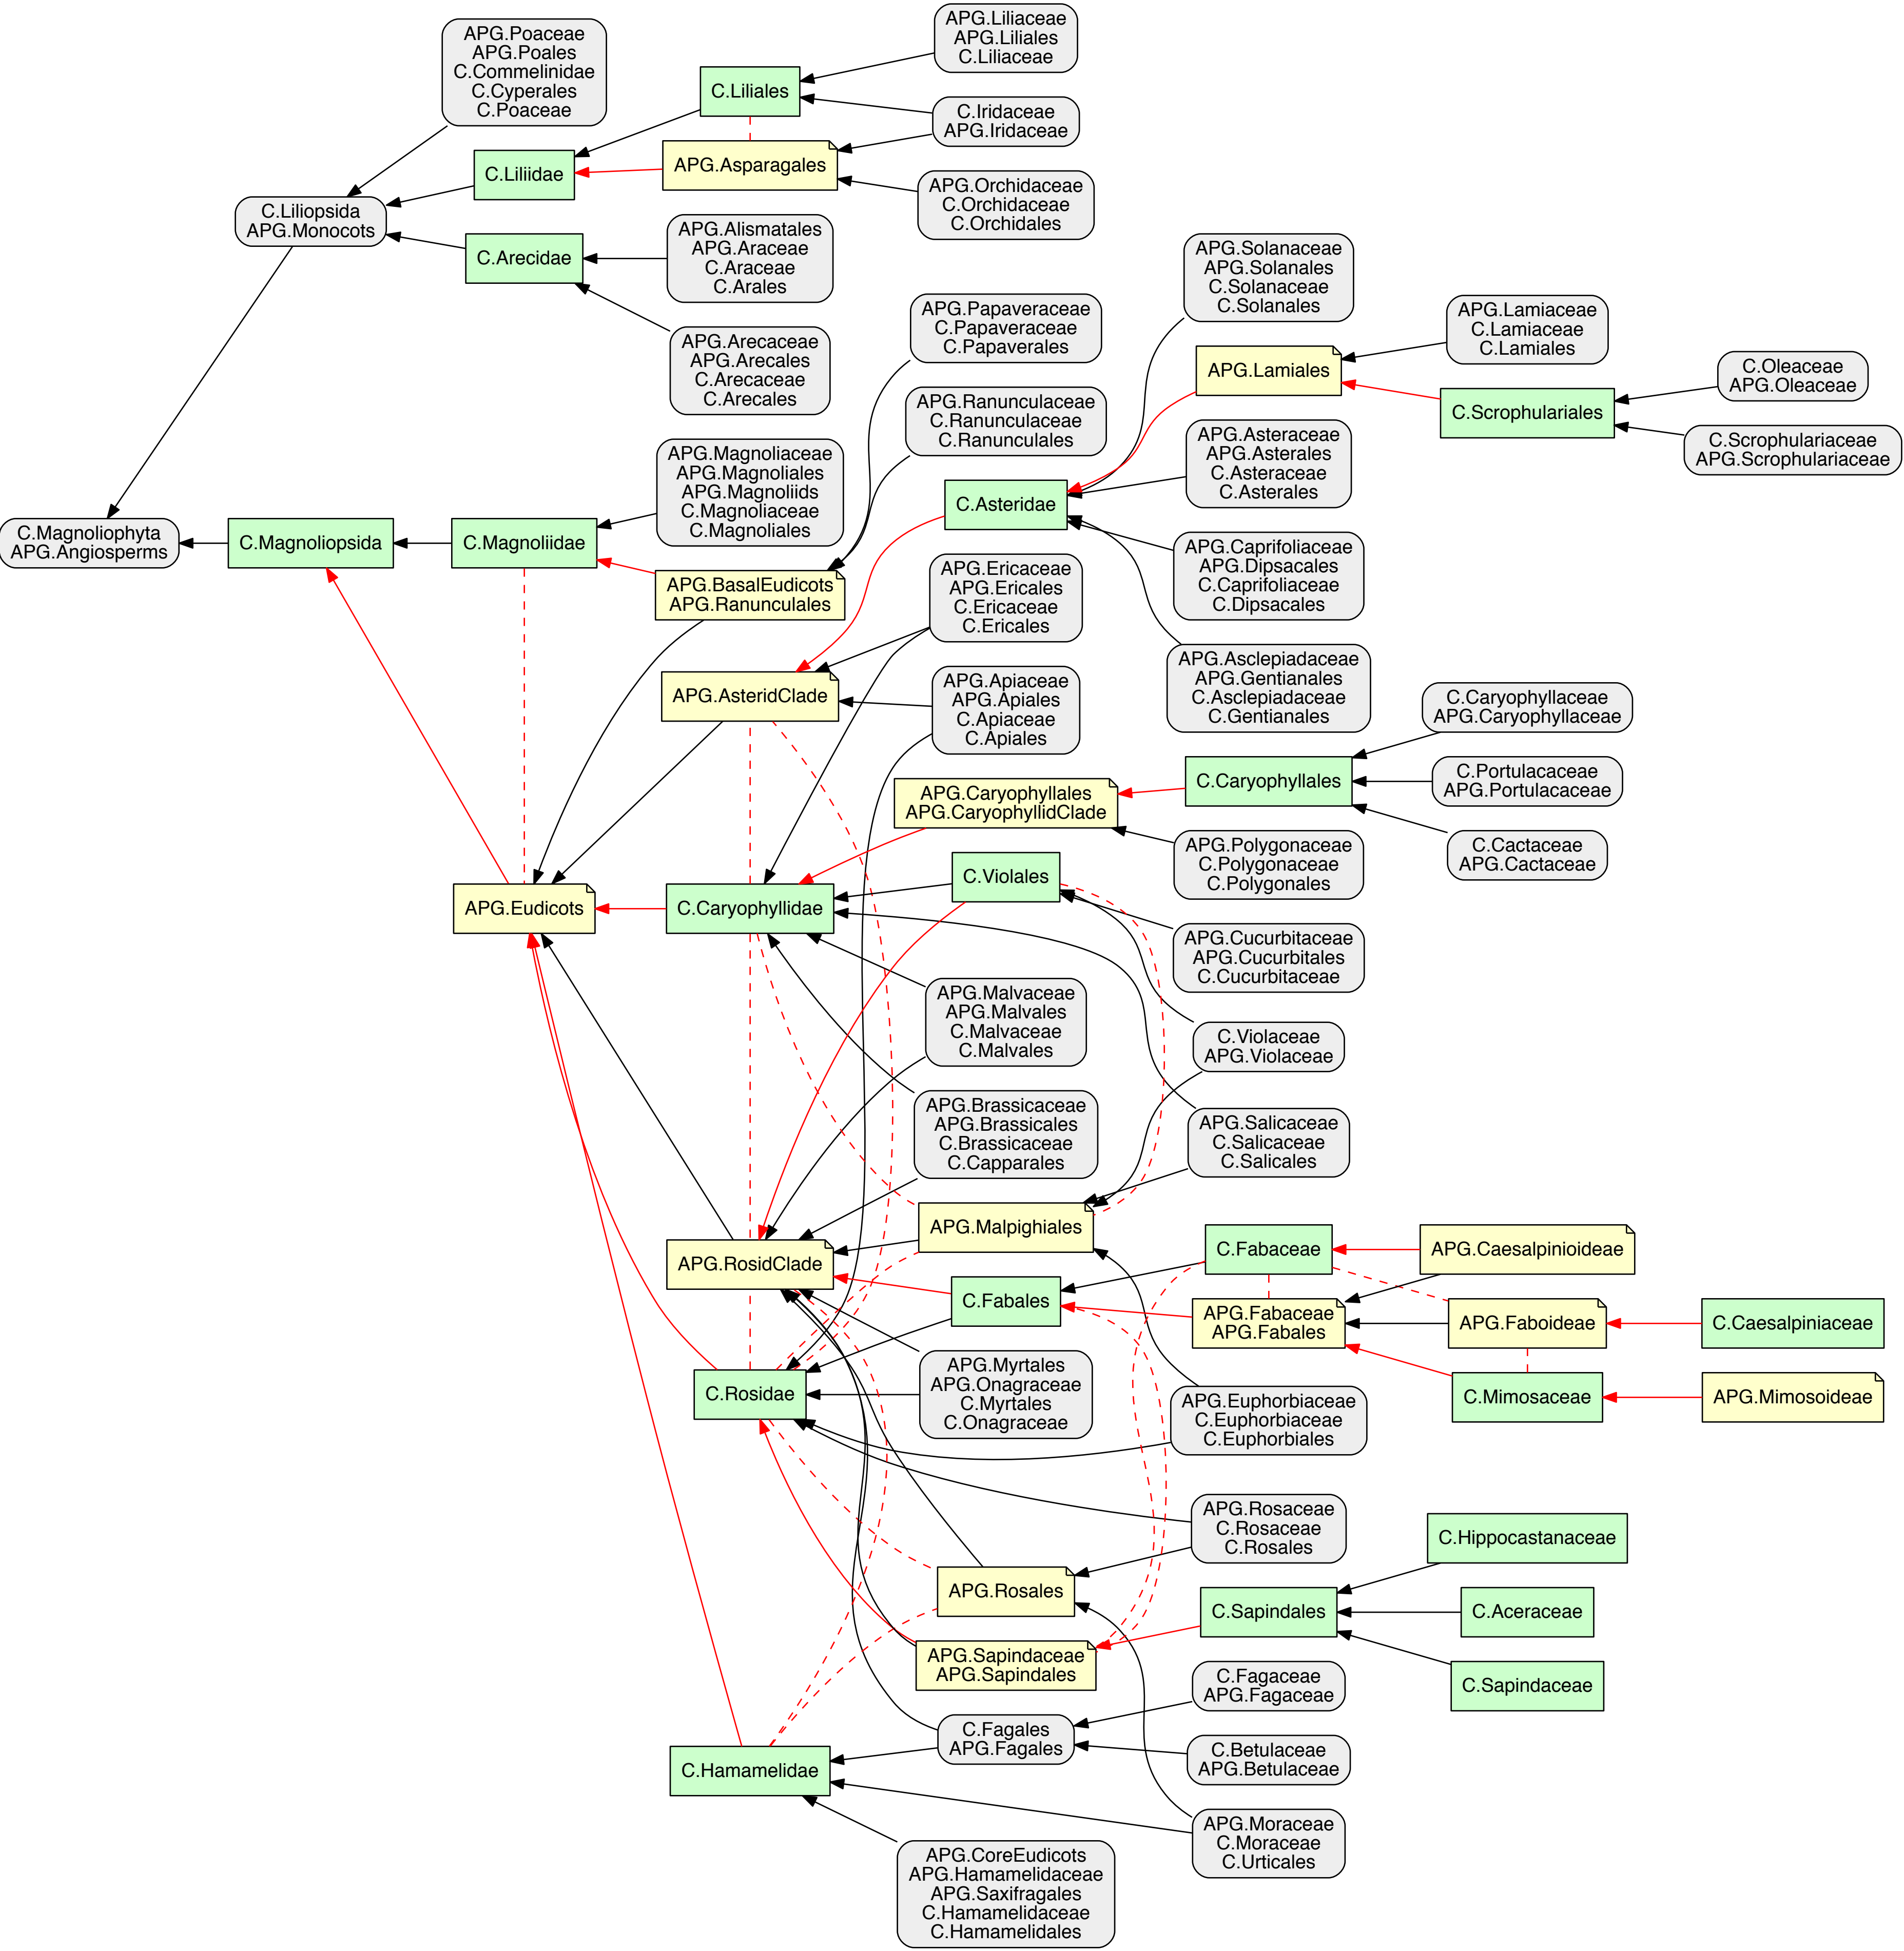 APG.Poaceae
APG.Poales
C.Commelinidae
C.Cyperales
C.Poaceae
C.Liliales
APG.Liliaceae
APG.Liliales
C.Liliaceae
C.Iridaceae
APG.Iridaceae
C.Liliidae
APG.Asparagales
APG.Orchidaceae
C.Orchidaceae
C.Orchidales
C.Liliopsida
APG.Monocots
C.Arecidae
APG.Alismatales
APG.Araceae
C.Araceae
C.Arales
APG.Arecaceae
APG.Arecales
C.Arecaceae
C.Arecales
APG.Papaveraceae
C.Papaveraceae
C.Papaverales
APG.Solanaceae
APG.Solanales
C.Solanaceae
C.Solanales
APG.Lamiaceae
C.Lamiaceae
C.Lamiales
APG.Lamiales
C.Oleaceae
APG.Oleaceae
C.Scrophulariales
C.Scrophulariaceae
APG.Scrophulariaceae
APG.Ranunculaceae
C.Ranunculaceae
C.Ranunculales
APG.Asteraceae
APG.Asterales
C.Asteraceae
C.Asterales
APG.Magnoliaceae
APG.Magnoliales
APG.Magnoliids
C.Magnoliaceae
C.Magnoliales
C.Asteridae
C.Magnoliophyta
APG.Angiosperms
C.Magnoliopsida
C.Magnoliidae
APG.BasalEudicots
APG.Ranunculales
APG.Caprifoliaceae
APG.Dipsacales
C.Caprifoliaceae
C.Dipsacales
APG.Ericaceae
APG.Ericales
C.Ericaceae
C.Ericales
APG.Asclepiadaceae
APG.Gentianales
C.Asclepiadaceae
C.Gentianales
APG.AsteridClade
APG.Apiaceae
APG.Apiales
C.Apiaceae
C.Apiales
C.Caryophyllaceae
APG.Caryophyllaceae
C.Caryophyllales
C.Portulacaceae
APG.Portulacaceae
APG.Caryophyllales
APG.CaryophyllidClade
C.Cactaceae
APG.Cactaceae
APG.Polygonaceae
C.Polygonaceae
C.Polygonales
C.Violales
APG.Eudicots
C.Caryophyllidae
APG.Cucurbitaceae
APG.Cucurbitales
C.Cucurbitaceae
APG.Malvaceae
APG.Malvales
C.Malvaceae
C.Malvales
C.Violaceae
APG.Violaceae
APG.Brassicaceae
APG.Brassicales
C.Brassicaceae
C.Capparales
APG.Salicaceae
C.Salicaceae
C.Salicales
APG.Malpighiales
APG.RosidClade
C.Fabaceae
APG.Caesalpinioideae
C.Fabales
APG.Fabaceae
APG.Fabales
APG.Faboideae
C.Caesalpiniaceae
C.Rosidae
APG.Myrtales
APG.Onagraceae
C.Myrtales
C.Onagraceae
C.Mimosaceae
APG.Mimosoideae
APG.Euphorbiaceae
C.Euphorbiaceae
C.Euphorbiales
APG.Rosaceae
C.Rosaceae
C.Rosales
C.Hippocastanaceae
APG.Rosales
C.Sapindales
C.Aceraceae
APG.Sapindaceae
APG.Sapindales
C.Sapindaceae
C.Fagaceae
APG.Fagaceae
C.Fagales
APG.Fagales
C.Betulaceae
APG.Betulaceae
C.Hamamelidae
APG.Moraceae
C.Moraceae
C.Urticales
APG.CoreEudicots
APG.Hamamelidaceae
APG.Saxifragales
C.Hamamelidaceae
C.Hamamelidales